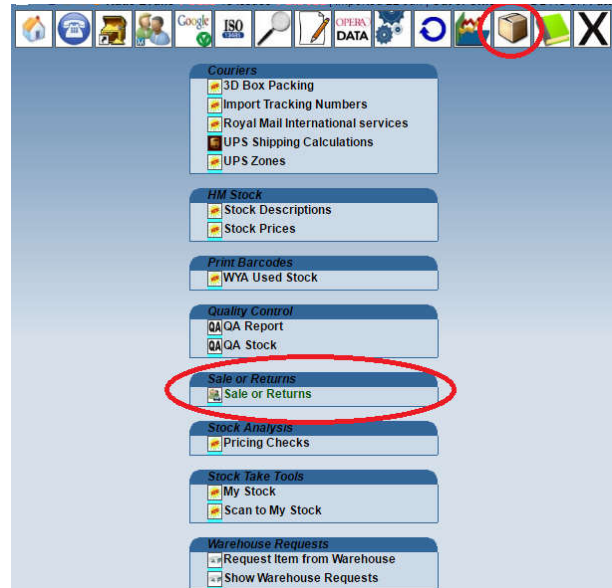 Google
ISO
OPERA
DATA
X
Couriers
3D Box Packing
Import Tracking Numbers
Royal Mail International services
UPS Shipping Calculations
UPS Zones
HM Stock
Stock Descriptions
Stock Prices
Print Barcodes
WYA Used Stock
Quality Control
QA QA Report
QA QA Stock
Sale or Returns
Sale or Returns
Stock Analysis
Pricing Checks
Stock Take Tools
My Stock
Scan to My Stock
Warehouse Requests
Request Item from Warehouse
Show Warehouse Requests